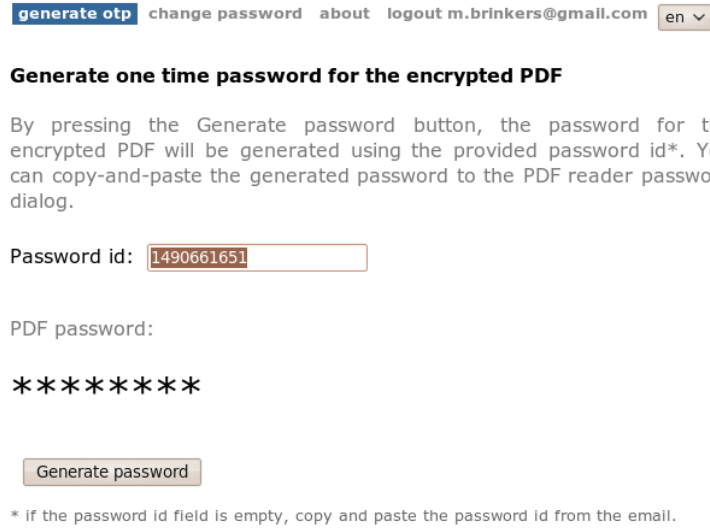 generate otp change password about logout m.brinkers@gmail.com en
Generate one time password for the encrypted PDF
By pressing the Generate password button, the password for
encrypted PDF will be generated using the provided password id*.
can copy-and-paste the generated password to the PDF reader
dialog.
Password id: 1490661651
PDF password:
********
Generate password
* if the password id field is empty, copy and paste the password id from the email.